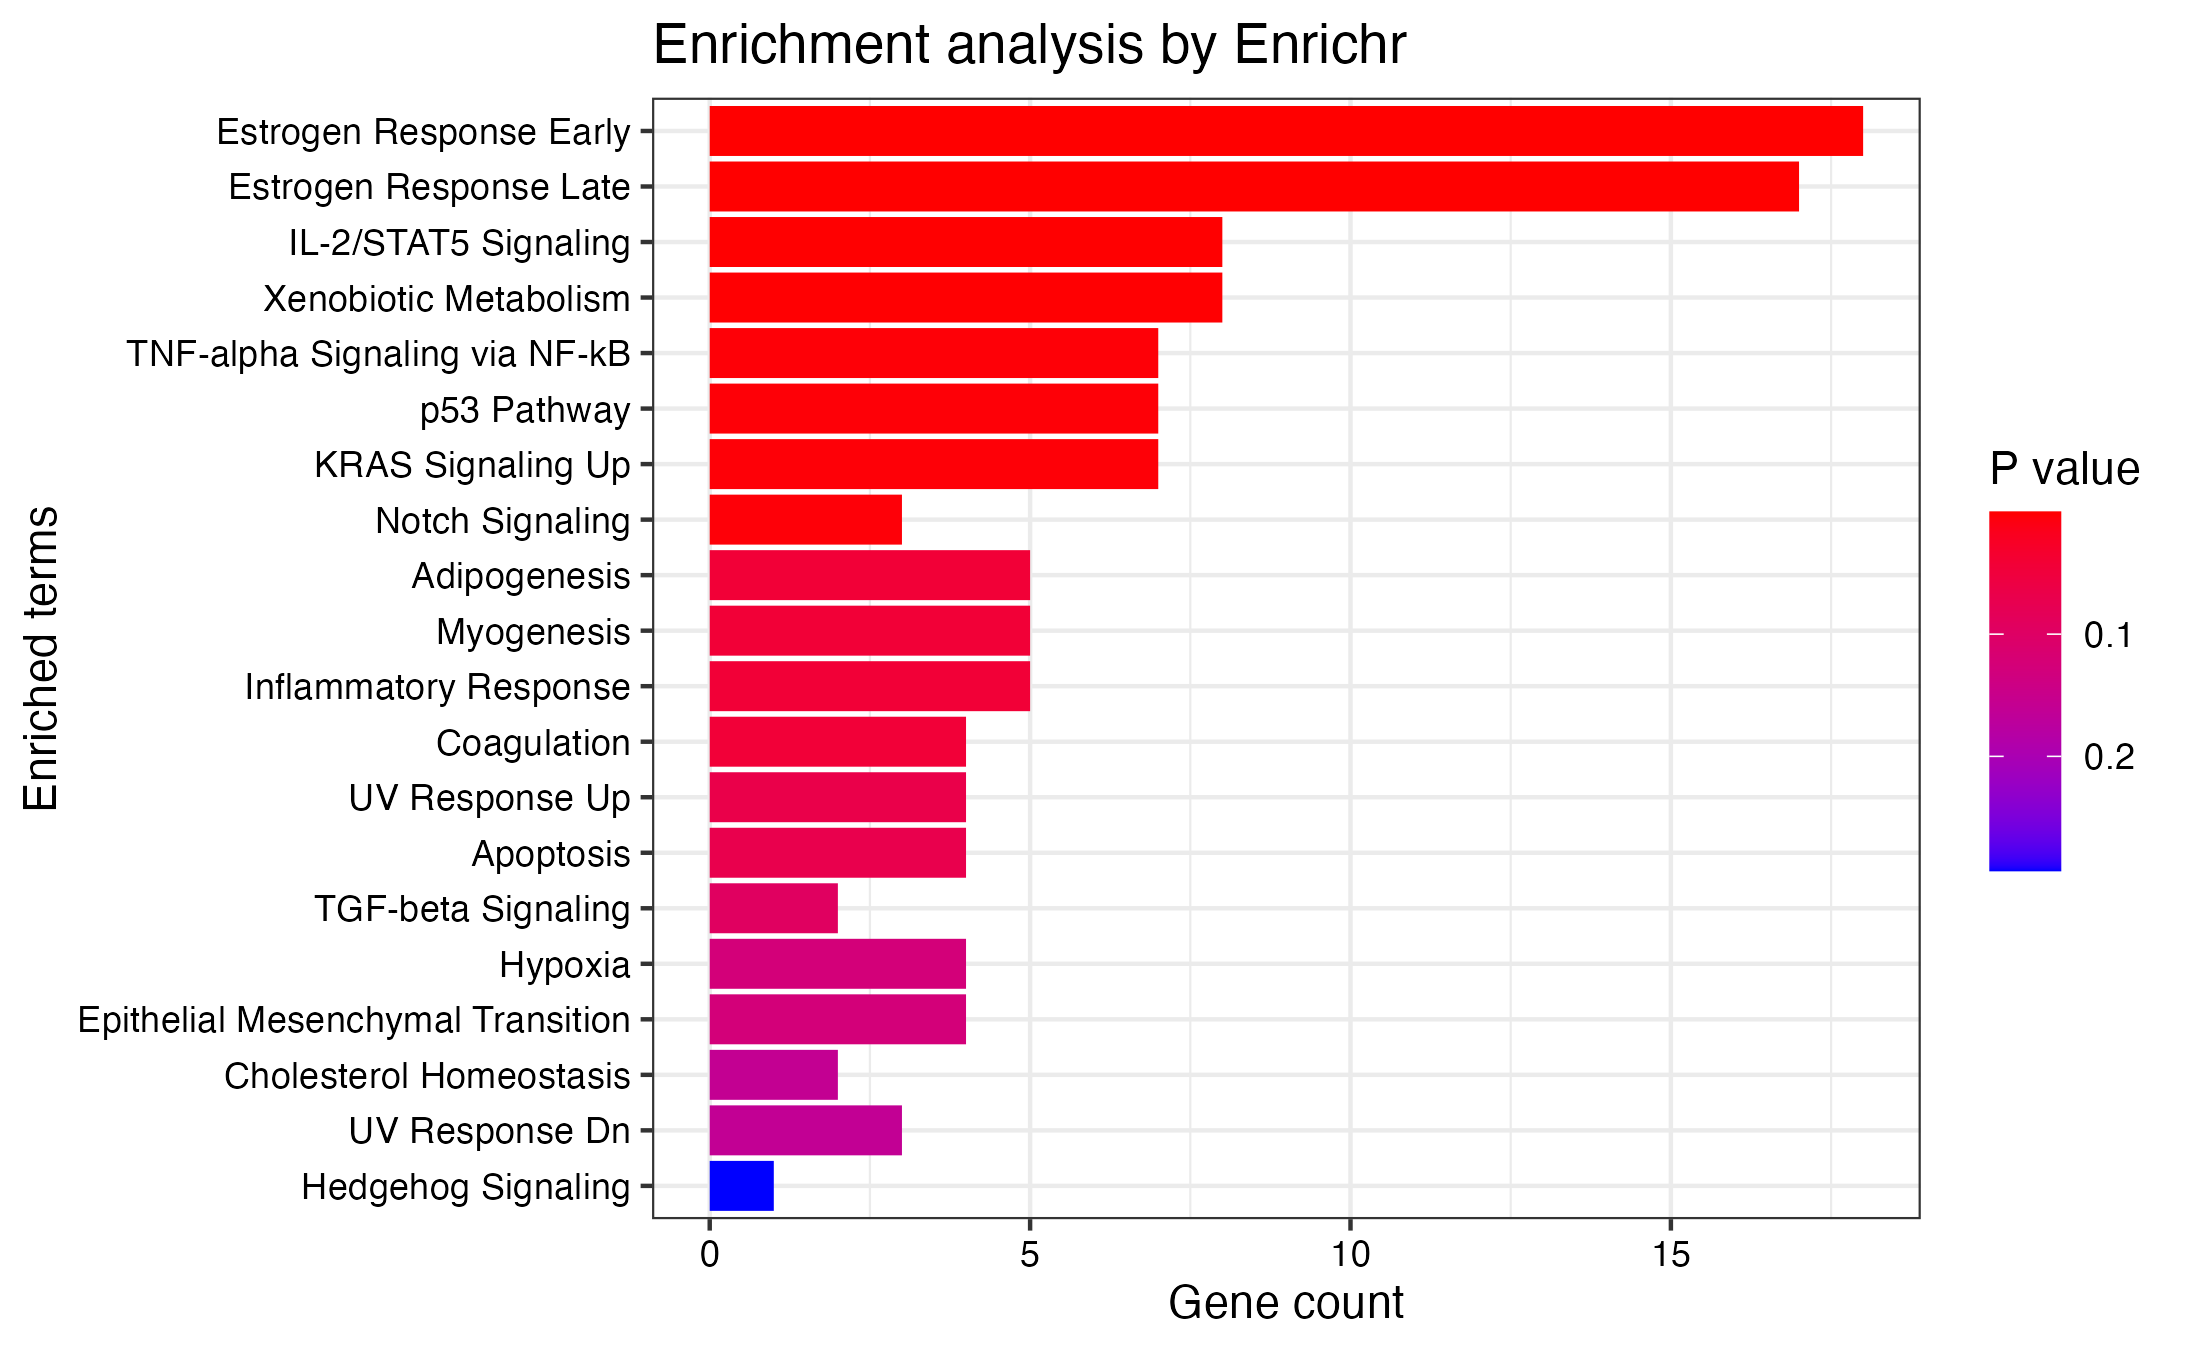 Enrichment analysis by Enrichr
Enriched terms
Estrogen Response Early
Estrogen Response Late
IL-2/STAT5 Signaling
Xenobiotic Metabolism
TNF-alpha Signaling via NF-kB
p53 Pathway
KRAS Signaling Up
Notch Signaling
Adipogenesis
Myogenesis
Inflammatory Response
Coagulation
UV Response Up
Apoptosis
TGF-beta Signaling
Hypoxia
Epithelial Mesenchymal Transition
Cholesterol Homeostasis
UV Response Dn
Hedgehog Signaling
0 5 10 15
Gene count
P value
0.1
0.2